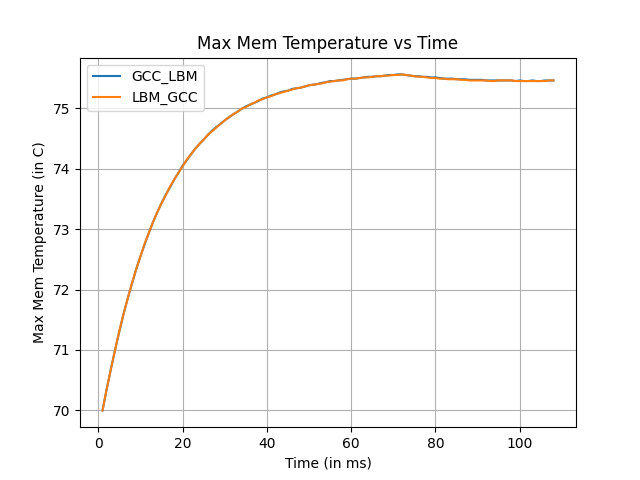 Max Mem Temperature vs Time
GCC_LBM
LBM_GCC
Max Mem Temperature (in C)
75
74
73
72
71
70
0 20 40 60 80 100
Time (in ms)